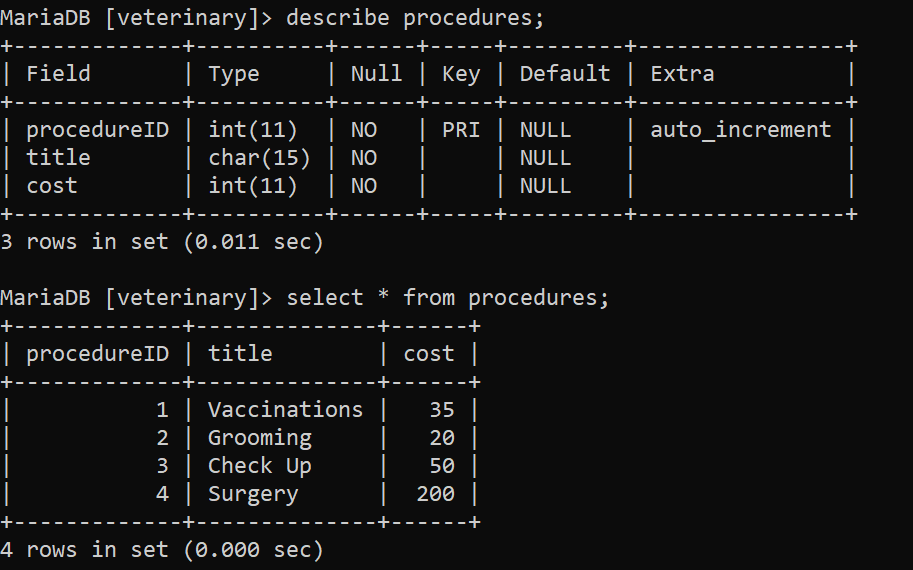 MariaDB [veterinary]> describe procedures;
+-------------+----------+------+-----+---------+----------------+
| Field       | Type     | Null | Key | Default | Extra          |
+-------------+----------+------+-----+---------+----------------+
| procedureID | int(11)  | NO   | PRI | NULL    | auto_increment |
| title       | char(15) | NO   |     | NULL    |                |
| cost        | int(11)  | NO   |     | NULL    |                |
+-------------+----------+------+-----+---------+----------------+
3 rows in set (0.011 sec)

MariaDB [veterinary]> select * from procedures;
+-------------+--------------+------+
| procedureID | title        | cost |
+-------------+--------------+------+
|           1 | Vaccinations |   35 |
|           2 | Grooming     |   20 |
|           3 | Check Up     |   50 |
|           4 | Surgery      |  200 |
+-------------+--------------+------+
4 rows in set (0.000 sec)